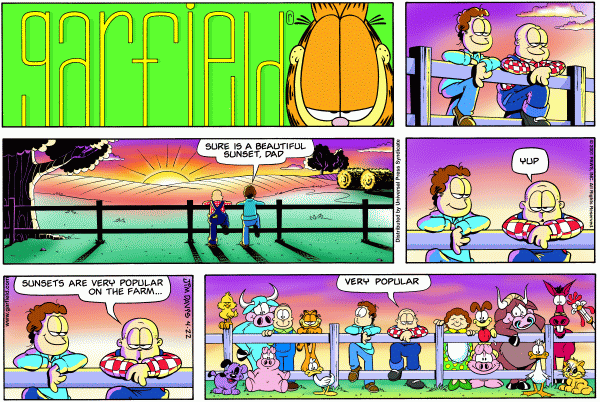 garfield
SURE IS A BEAUTIFUL
SUNSET, DAD
Distributed by Universal Press Syndicate
YUP
SUNSETS ARE VERY POPULAR
ON THE FARM...
www.garfield.com
JIM DAVIS 4.22
VERY POPULAR